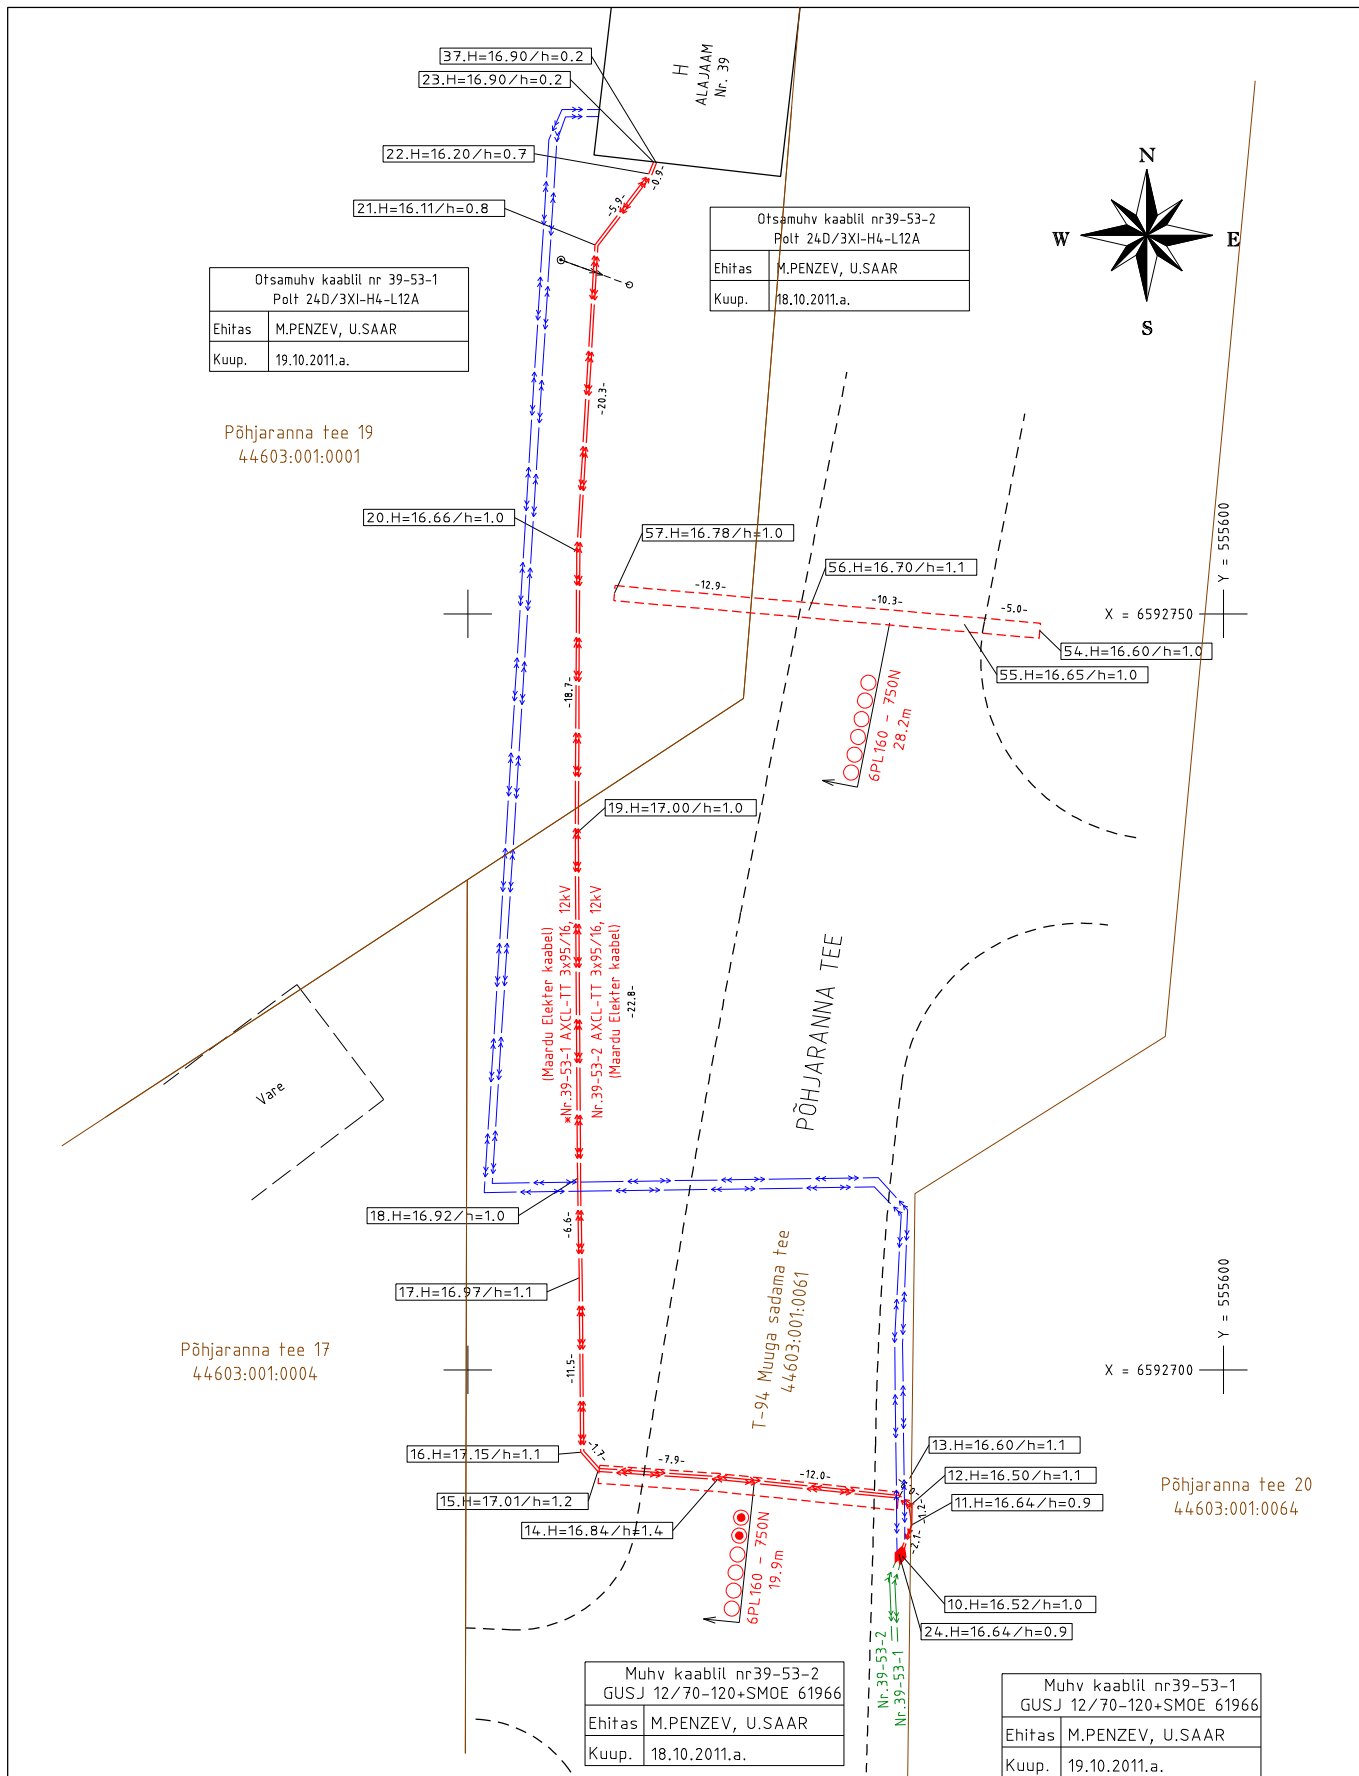 37.H=16.90/h=0.2
23.H=16.90/h=0.2
H
ALAJAAM
Nr. 39
22.H=16.20/h=0.7
-0.9-
21.H=16.11/h=0.8
-5.9-
N
W
E
S
Otsamuhv kaablil nr39-53-2
Polt 24D/3XI-H4-L12A
Ehitas M.PENZEV, U.SAAR
Kuup. 18.10.2011.a.
Otsamuhv kaablil nr 39-53-1
Polt 24D/3XI-H4-L12A
Ehitas M.PENZEV, U.SAAR
Kuup. 19.10.2011.a.
-20.3-
Põhjaranna tee 19
44603:001:0001
20.H=16.66/h=1.0
57.H=16.78/h=1.0
56.H=16.70/h=1.1
-12.9-
-10.3-
-5.0-
Y = 555600
X = 6592750
54.H=16.60/h=1.0
55.H=16.65/h=1.0
-18.7-
6PL160 - 750N
28.2m
19.H=17.00/h=1.0
(Maardu Elekter kaabel)
*Nr.39-53-1 AXCL-TT 3x95/16, 12kV
Nr.39-53-2 AXCL-TT 3x95/16, 12kV
(Maardu Elekter kaabel)
-22.8-
PÕHJARANNA TEE
Vare
18.H=16.92/h=1.0
-6.6-
17.H=16.97/h=1.1
T-94 Muuga sadama tee
44603:001:0061
Y = 555600
X = 6592700
Põhjaranna tee 17
44603:001:0004
-11.5-
16.H=17.15/h=1.1
-1.7-
-7.9-
-12.0-
13.H=16.60/h=1.1
12.H=16.50/h=1.1
11.H=16.64/h=0.9
-1.2-
-2.1-
Põhjaranna tee 20
44603:001:0064
15.H=17.01/h=1.2
14.H=16.84/h=1.4
6PL160 - 750N
19.9m
10.H=16.52/h=1.0
24.H=16.64/h=0.9
Nr.39-53-2
Nr.39-53-1
Muhv kaablil nr39-53-2
GUSJ 12/70-120+SMOE 61966
Ehitas M.PENZEV, U.SAAR
Kuup. 18.10.2011.a.
Muhv kaablil nr39-53-1
GUSJ 12/70-120+SMOE 61966
Ehitas M.PENZEV, U.SAAR
Kuup. 19.10.2011.a.